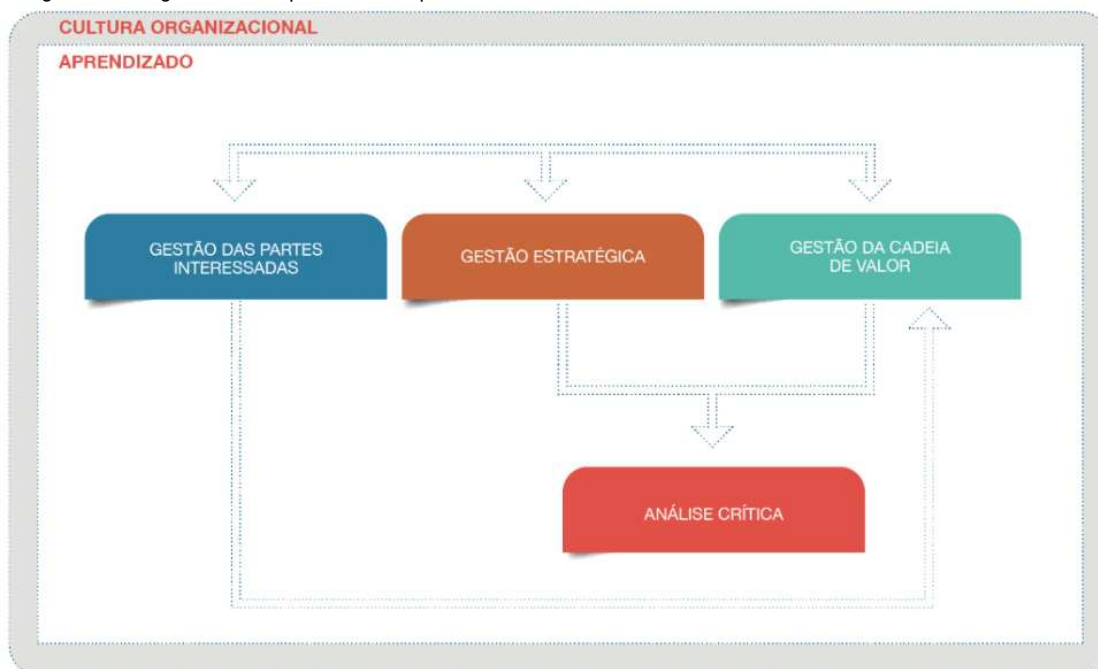 CULTURA ORGANIZACIONAL
APRENDIZADO
GESTÃO DAS PARTES
INTERESSADAS
GESTÃO ESTRATÉGICA
GESTÃO DA CADEIA
DE VALOR
ANÁLISE CRÍTICA